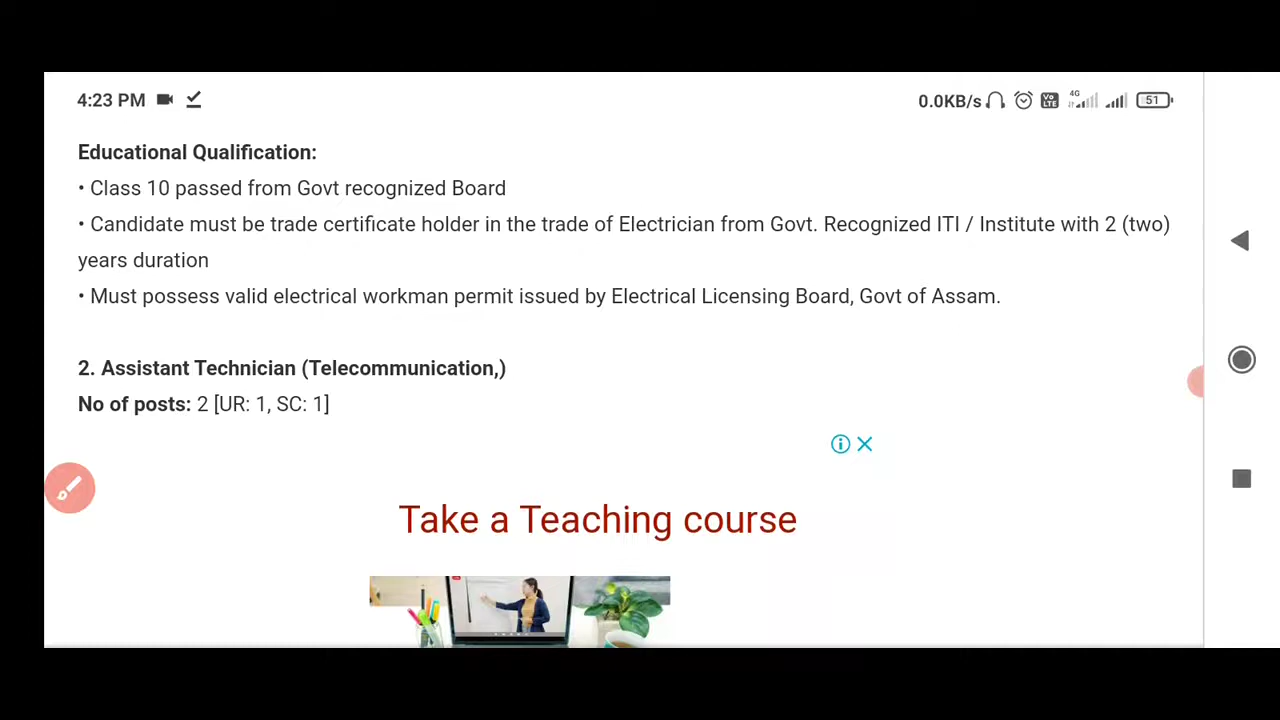 4:23 PM
0.0KB/s Vo LTE 4G 51
Educational Qualification:
• Class 10 passed from Govt recognized Board
• Candidate must be trade certificate holder in the trade of Electrician from Govt. Recognized ITI / Institute with 2 (two)
years duration
• Must possess valid electrical workman permit issued by Electrical Licensing Board, Govt of Assam.
2. Assistant Technician (Telecommunication,)
No of posts: 2 [UR: 1, SC: 1]
Take a Teaching course